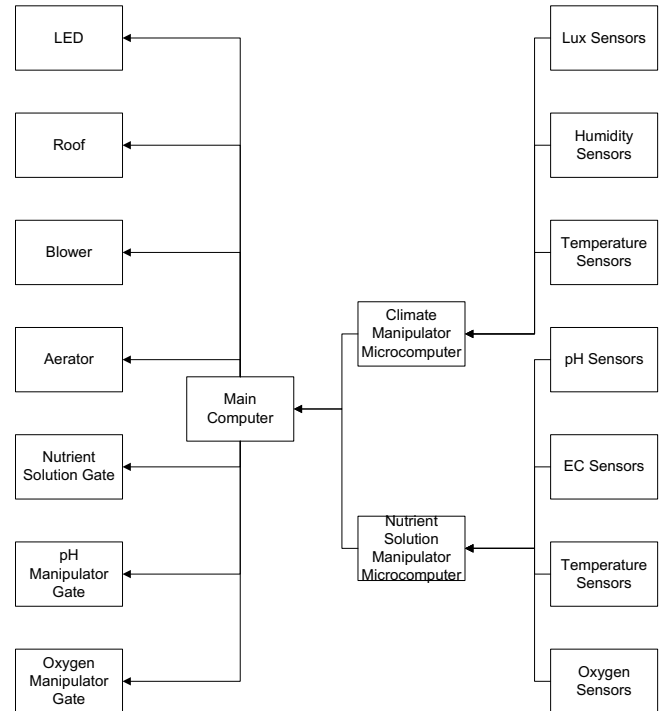 LED
Lux Sensors
Roof
Humidity
Sensors
Blower
Temperature
Sensors
Climate
Manipulator
Microcomputer
Aerator
pH Sensors
Main
Computer
Nutrient
Solution Gate
EC Sensors
Nutrient
Solution
Manipulator
Microcomputer
pH
Manipulator
Gate
Temperature
Sensors
Oxygen
Manipulator
Gate
Oxygen
Sensors